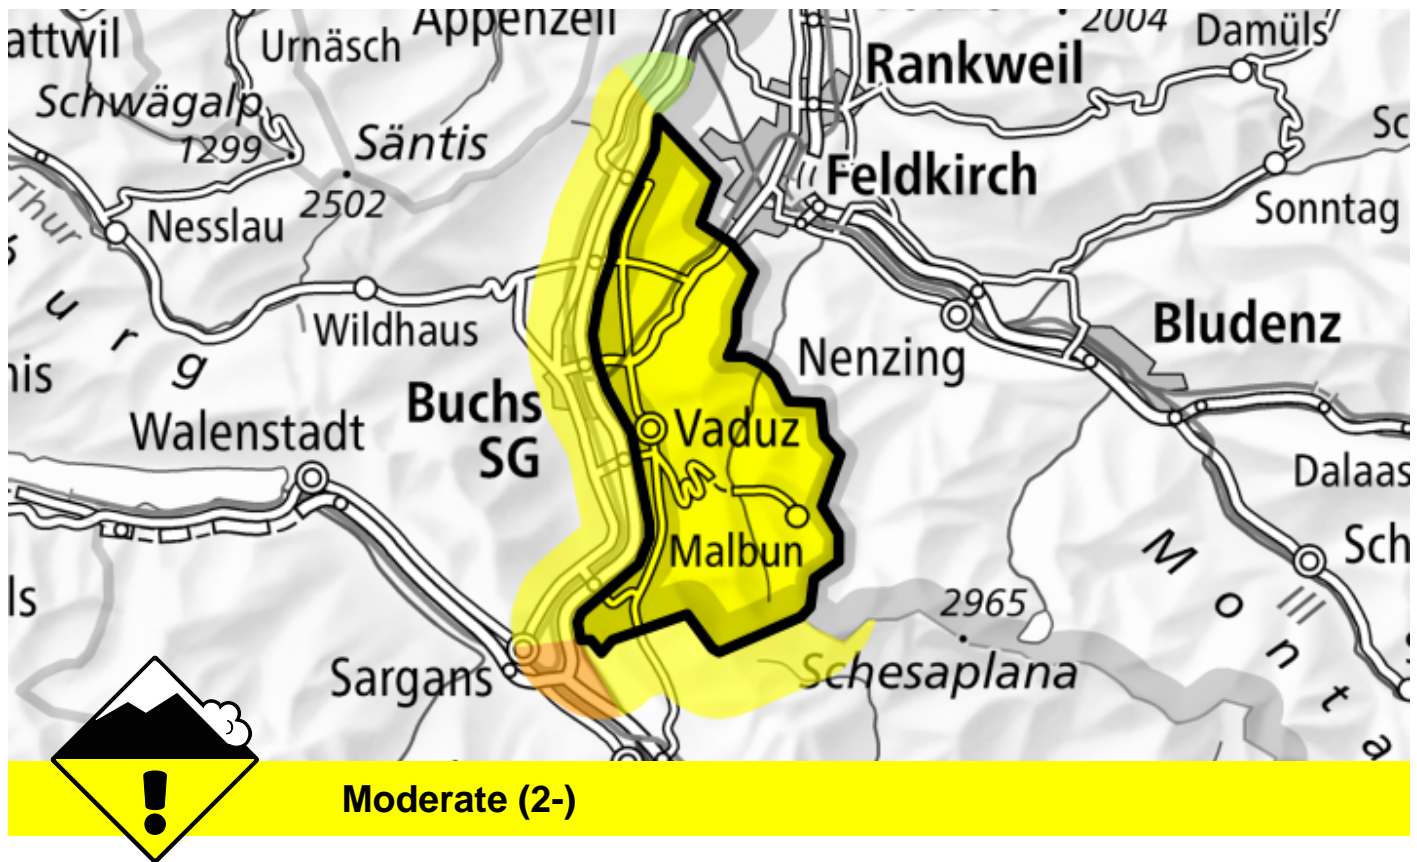 attwil
Urnäsch
Appenzell
2004
Damüls
Rankweil
Schwägalp
1299
Säntis
2502
Feldkirch
Thur
Nesslau
Sonntag
u r g
Wildhaus
Nenzing
Bludenz
Buchs
SG
Walenstadt
Vaduz
Dalaas
Malbun
Sch
M o n t a
2965
Schesaplana
Sargans
Moderate (2-)